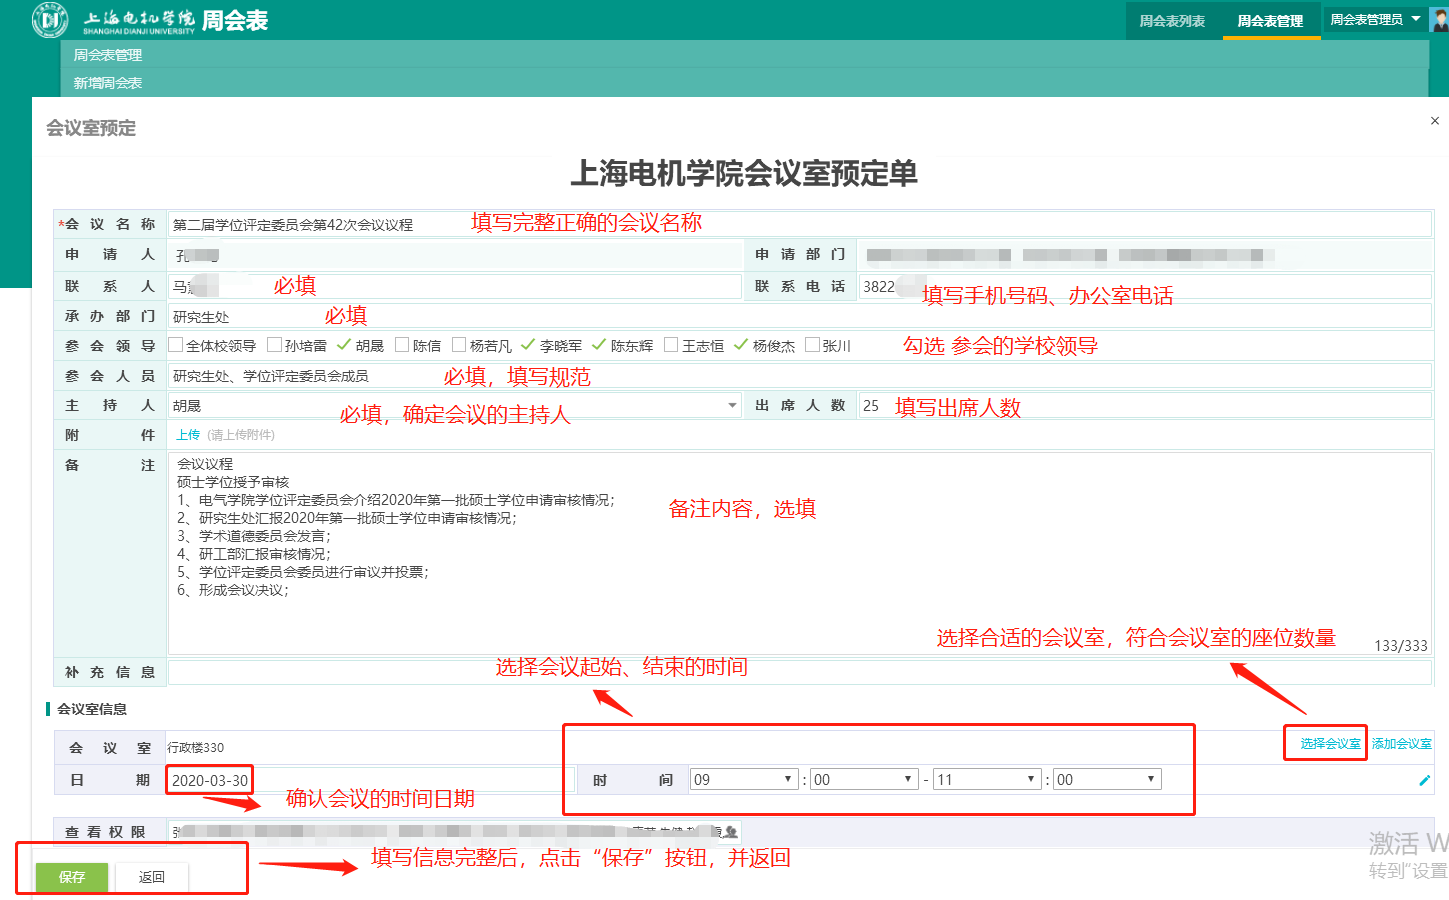 上海电机学院 周会表
SHANGHAI DIANJI UNIVERSITY
周会表列表 周会表管理 周会表管理员
周会表管理
新增周会表
会议室预定 ×
上海电机学院会议室预定单
*会议名称 第二届学位评定委员会第42次会议议程 填写完整正确的会议名称
申请人 孔 申请部门
联系人 马 必填 联系电话 3822 填写手机号码、办公室电话
承办部门 研究生处 必填
参会领导 全体校领导 孙培雷 胡晟 陈信 杨若凡 李晓军 陈东辉 王志恒 杨俊杰 张川 勾选 参会的学校领导
参会人员 研究生处、学位评定委员会成员 必填，填写规范
主持人 胡晟 必填，确定会议的主持人 出席人数 25 填写出席人数
附件 上传 (请上传附件)
备注 会议议程
硕士学位授予审核
1、电气学院学位评定委员会介绍2020年第一批硕士学位申请审核情况；
2、研究生处汇报2020年第一批硕士学位申请审核情况；
3、学术道德委员会发言；
4、研工部汇报审核情况；
5、学位评定委员会委员进行审议并投票；
6、形成会议决议；
备注内容，选填
选择合适的会议室，符合会议室的座位数量
133/333
选择会议起始、结束的时间
补充信息
会议室信息
会议室 行政楼330 选择会议室 添加会议室
日期 2020-03-30 时间 09 : 00 - 11 : 00
确认会议的时间日期
查看权限
填写信息完整后，点击“保存”按钮，并返回
保存 返回
激活 W
转到“设置